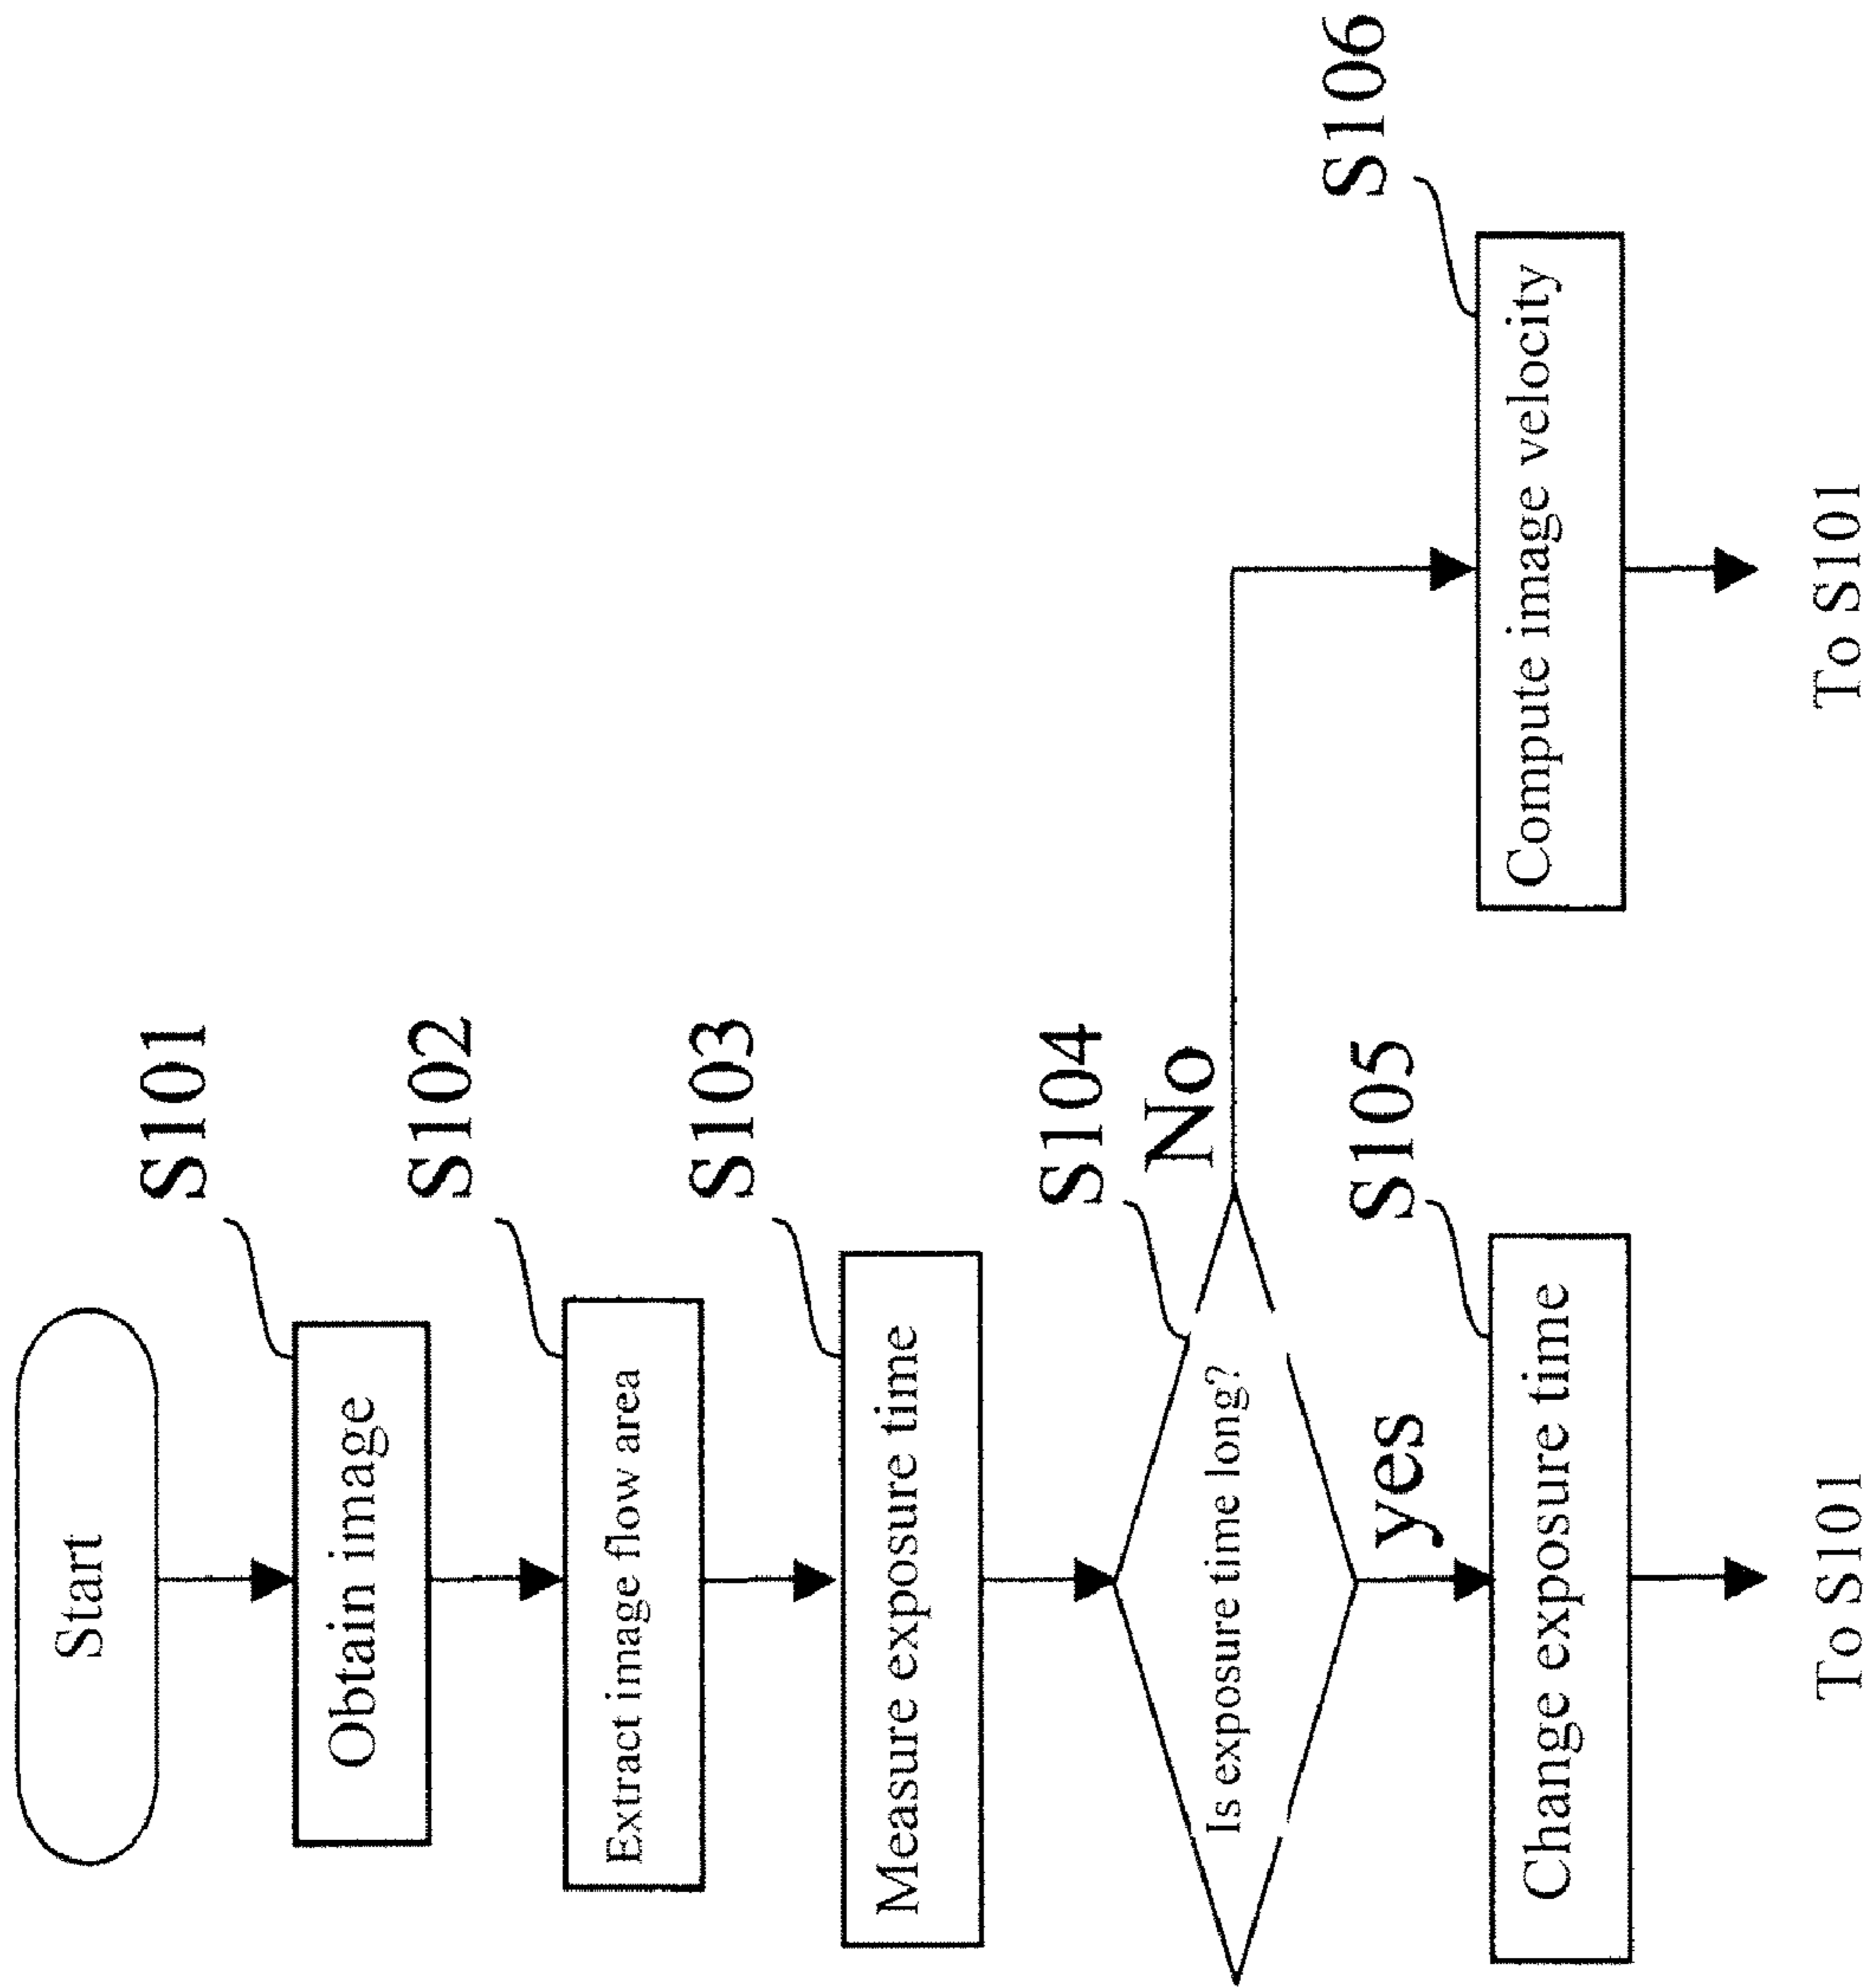 Start
S101
Obtain image
S102
Extract image flow area
S103
Measure exposure time
S104
Is exposure time long?
No
yes
S105
Change exposure time
To S101
S106
Compute image velocity
To S101